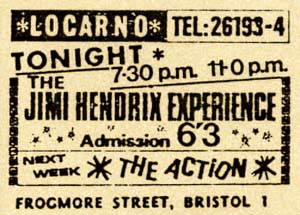 *LOCARNO* TEL:26193-4
TONIGHT *
7·30 p.m. 11·0 p.m.
THE
JIMI HENDRIX EXPERIENCE
Admission 6'3
NEXT WEEK * THE ACTION *
FROGMORE STREET, BRISTOL 1